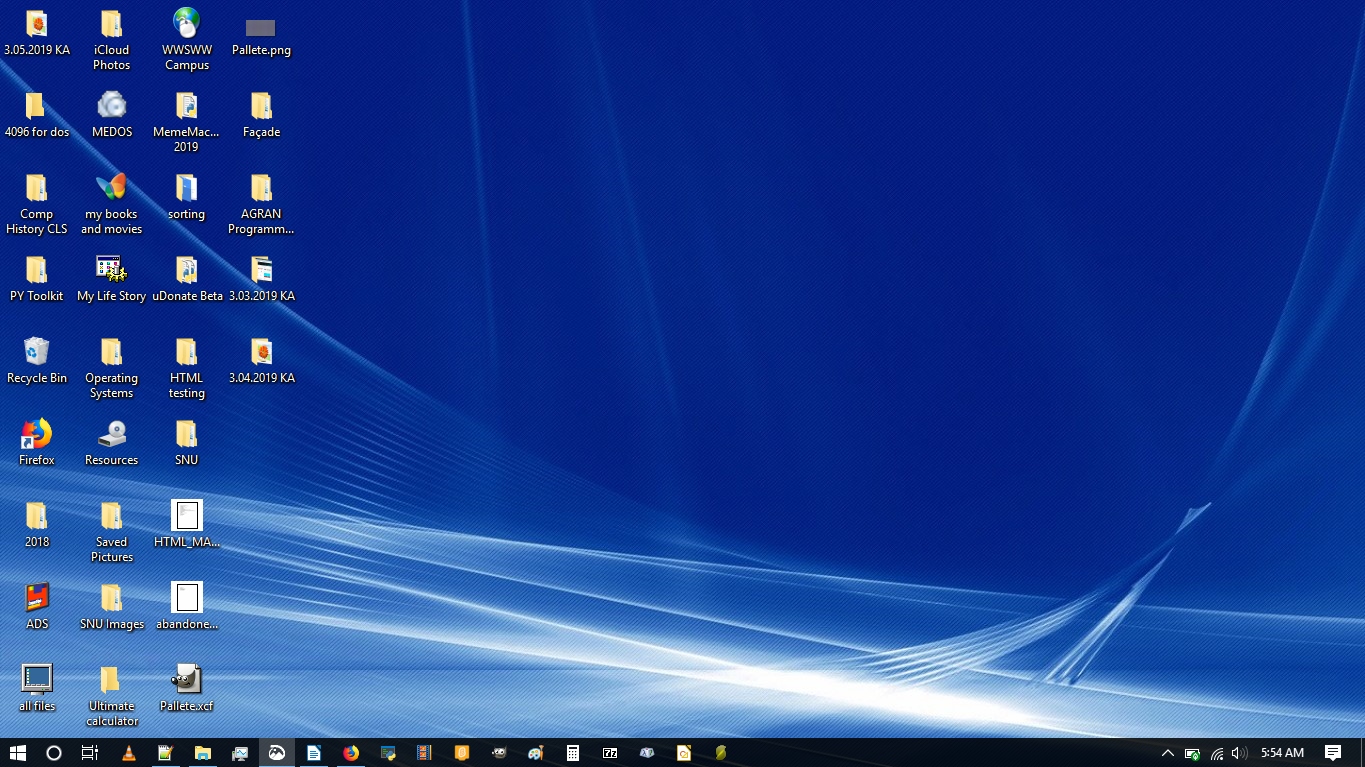 3.05.2019 KA
iCloud
Photos
WWSWW
Campus
Pallete.png
4096 for dos
MEDOS
MemeMac...
2019
Façade
Comp
History CLS
my books
and movies
sorting
AGRAN
Programm...
PY Toolkit
My Life Story
uDonate Beta
3.03.2019 KA
Recycle Bin
Operating
Systems
HTML
testing
3.04.2019 KA
Firefox
Resources
SNU
2018
Saved
Pictures
HTML_MA...
ADS
SNU Images
abandone...
all files
Ultimate
calculator
Pallete.xcf
7z
5:54 AM